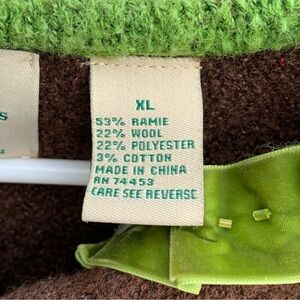 XL
53% RAMIE
22% WOOL
22% POLYESTER
3% COTTON
MADE IN CHINA
RN 74453
CARE SEE REVERSE